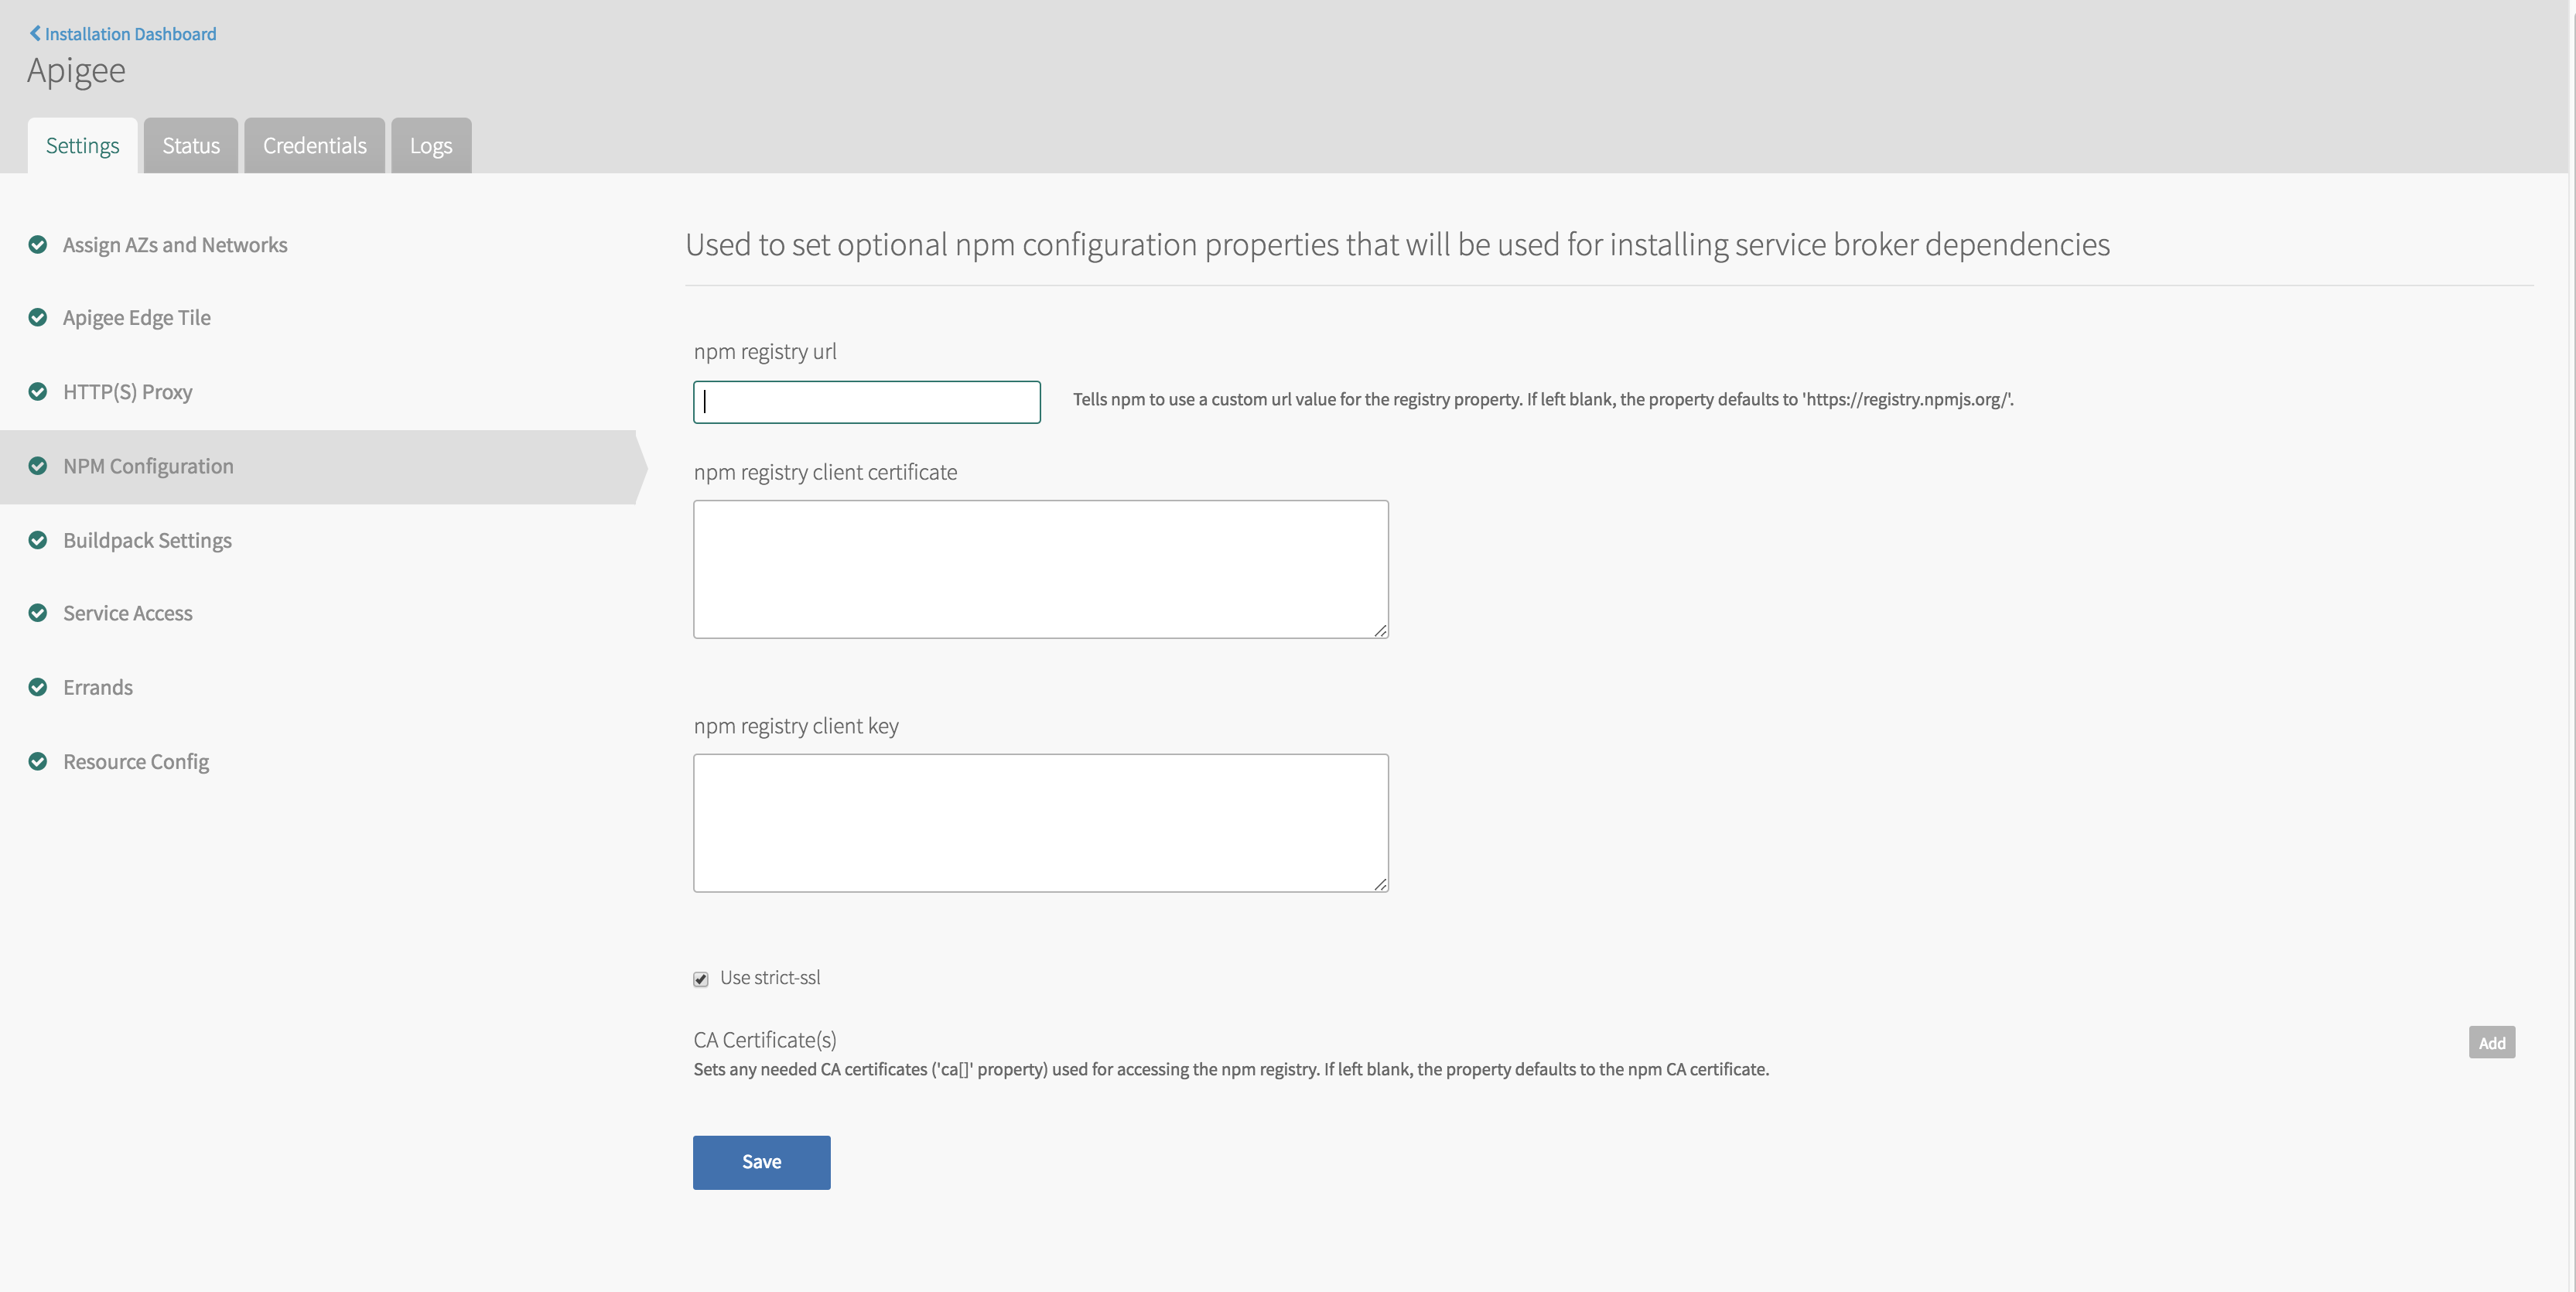 Installation Dashboard
Apigee
Settings
Status
Credentials
Logs
Assign AZs and Networks
Apigee Edge Tile
HTTP(S) Proxy
NPM Configuration
Buildpack Settings
Service Access
Errands
Resource Config
Used to set optional npm configuration properties that will be used for installing service broker dependencies
npm registry url
Tells npm to use a custom url value for the registry property. If left blank, the property defaults to 'https://registry.npmjs.org/'.
npm registry client certificate
npm registry client key
Use strict-ssl
CA Certificate(s)
Add
Sets any needed CA certificates ('ca[]' property) used for accessing the npm registry. If left blank, the property defaults to the npm CA certificate.
Save